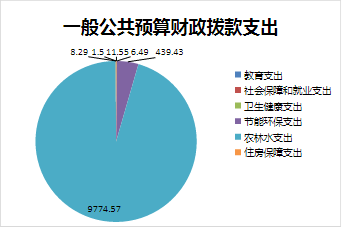 一般公共预算财政拨款支出
8.29 1.5 11.55 6.49 439.43
教育支出
社会保障和就业支出
卫生健康支出
节能环保支出
农林水支出
住房保障支出
9774.57